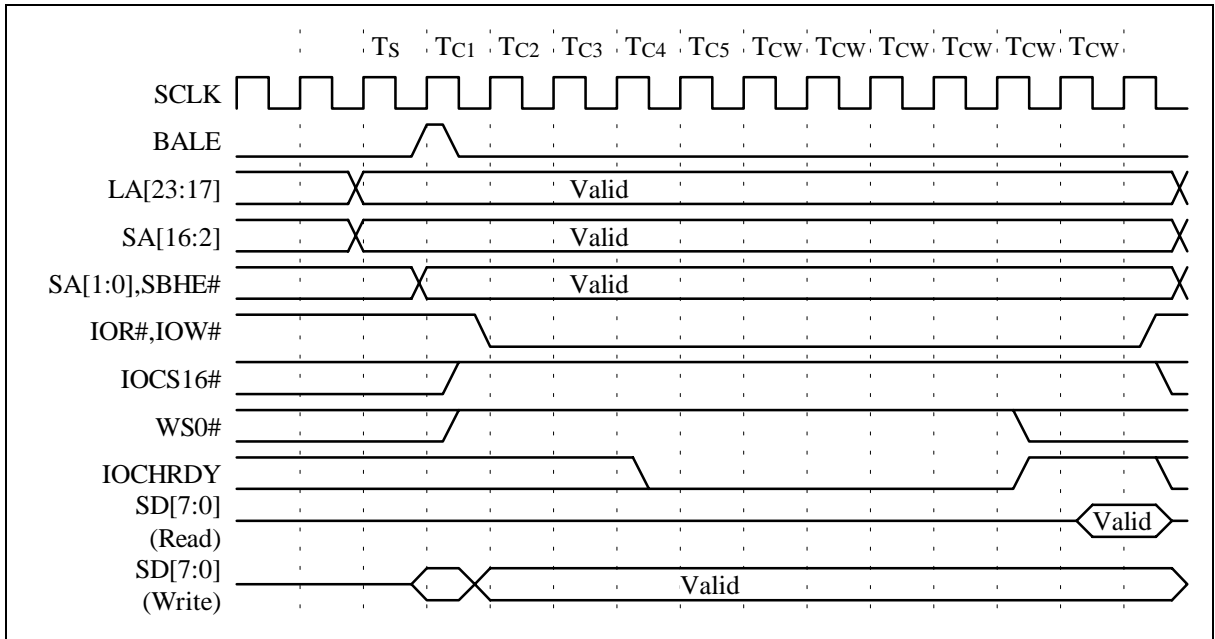 TS TC1 TC2 TC3 TC4 TC5 TCW TCW TCW TCW TCW TCW
SCLK
BALE
LA[23:17] Valid
SA[16:2] Valid
SA[1:0],SBHE# Valid
IOR#,IOW#
IOCS16#
WS0#
IOCHRDY
SD[7:0]
(Read) Valid
SD[7:0]
(Write) Valid